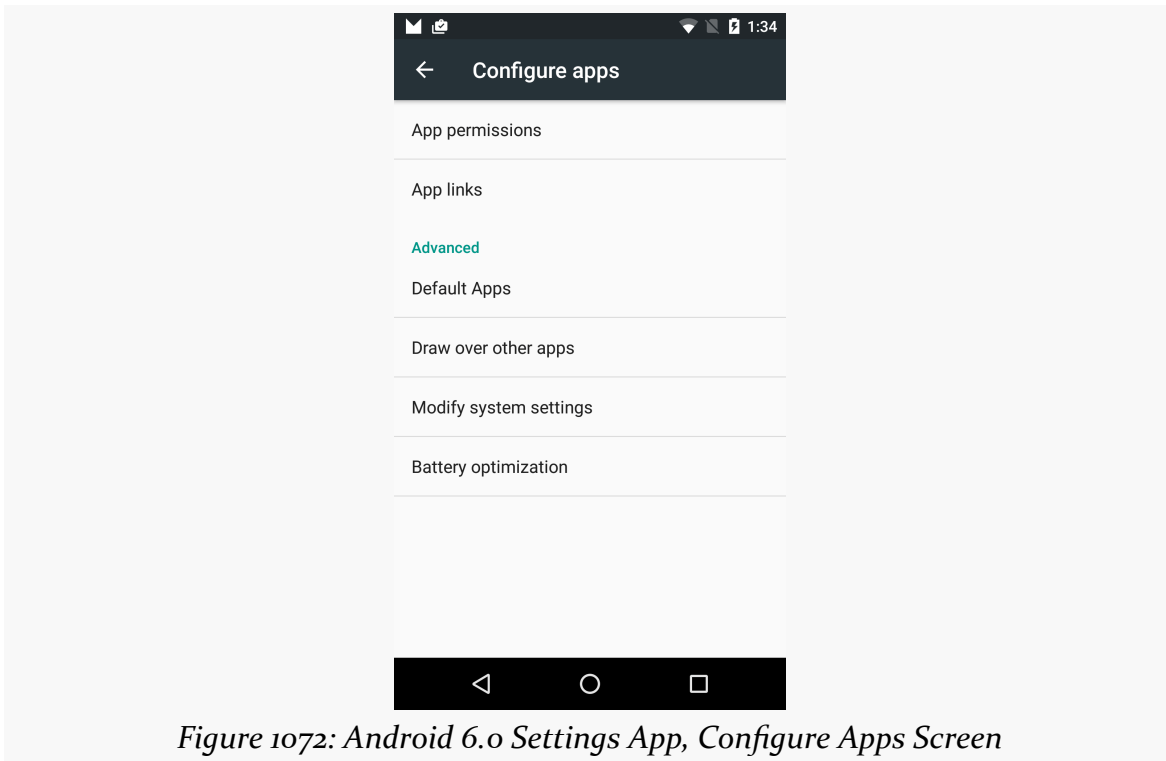 1:34
Configure apps
App permissions
App links
Advanced
Default Apps
Draw over other apps
Modify system settings
Battery optimization
Figure 1072: Android 6.0 Settings App, Configure Apps Screen